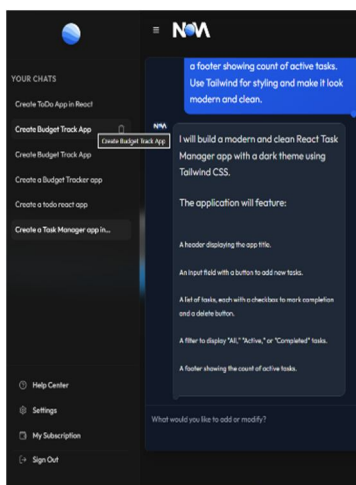 NOVA
YOUR CHATS
Create ToDo App in React
Create Budget Track App
Create Budget Track App
Create Budget Track App
Create a Budget Tracker app
Create a todo react app
Create a Task Manager app in...
Help Center
Settings
My Subscription
Sign Out
a footer showing count of active tasks.
Use Tailwind for styling and make it look
modern and clean.
NOVA
I will build a modern and clean React Task
Manager app with a dark theme using
Tailwind CSS.
The application will feature:
A header displaying the app title.
An input field with a button to add new tasks.
A list of tasks, each with a checkbox to mark completion
and a delete button.
A filter to display "All," "Active," or "Completed" tasks.
A footer showing the count of active tasks.
What would you like to add or modify?